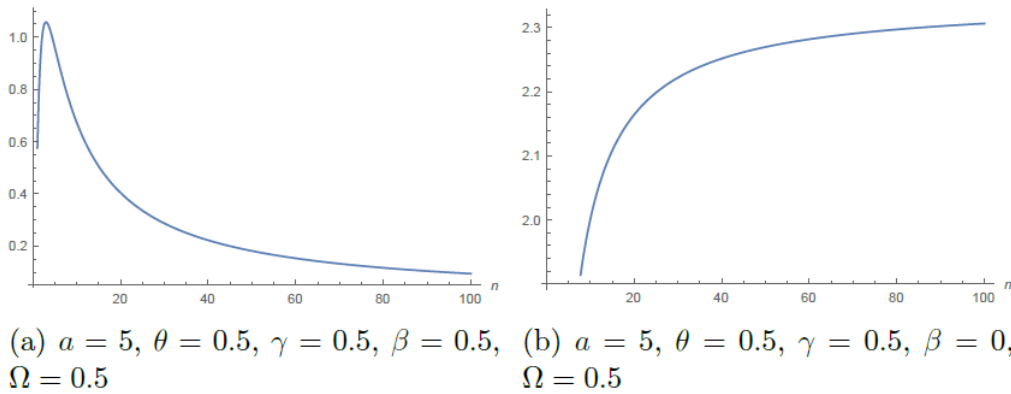 1.0
0.8
0.6
0.4
0.2
20 40 60 80 100 n
2.3
2.2
2.1
2.0
20 40 60 80 100 n
(a) a = 5, θ = 0.5, γ = 0.5, β = 0.5,
Ω = 0.5
(b) a = 5, θ = 0.5, γ = 0.5, β = 0,
Ω = 0.5